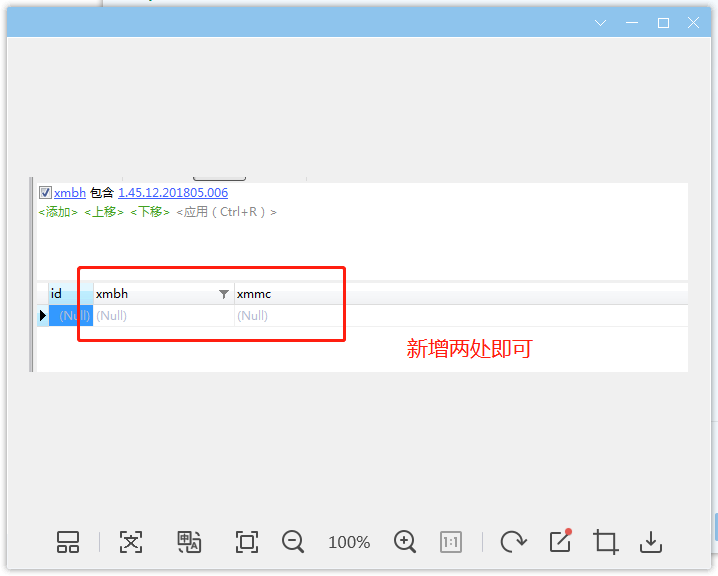 xmbh 包含 1.45.12.201805.006
<添加> <上移> <下移> <应用（Ctrl+R）>
id xmbh xmmc
(Null) (Null) (Null)
新增两处即可
中 A 100% 1:1